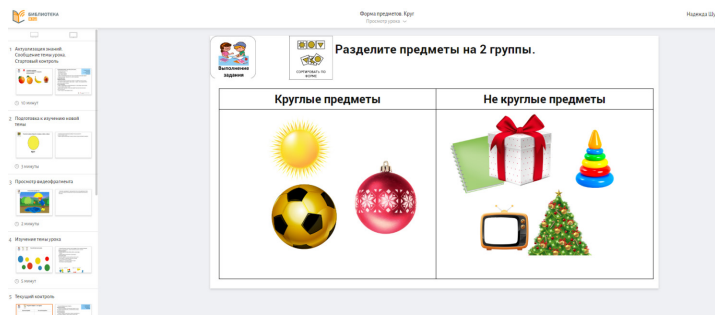 БИБЛИОТЕКА
Форма предметов. Круг
Просмотр урока
Надежда
1 Актуализация знаний.
Сообщение темы урока.
Стартовый контроль
10 минут
2 Подготовка к изучению новой
темы
3 минуты
3 Просмотр видеофрагмента
2 минуты
4 Изучение темы урока
5 минут
5 Текущий контроль
Выполнение
задания
СОРТИРОВАТЬ ПО
ФОРМЕ
Разделите предметы на 2 группы.
Круглые предметы
Не круглые предметы